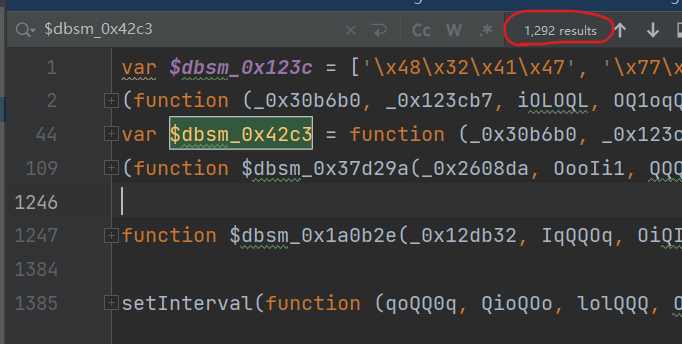 $dbsm_0x42c3 Cc W .* 1,292 results
1 var $dbsm_0x123c = ['\x48\x32\x41\x47', '\x77\x
2 (function (_0x30b6b0, _0x123cb7, iOLOQL, OQ1oqQ
44 var $dbsm_0x42c3 = function (_0x30b6b0, _0x123c
109 (function $dbsm_0x37d29a(_0x2608da, OooIi1, QQQ
1246
1247 function $dbsm_0x1a0b2e(_0x12db32, IqQQOq, OiQI
1384
1385 setInterval(function (qoQQ0q, QioQOo, lolQQQ, O